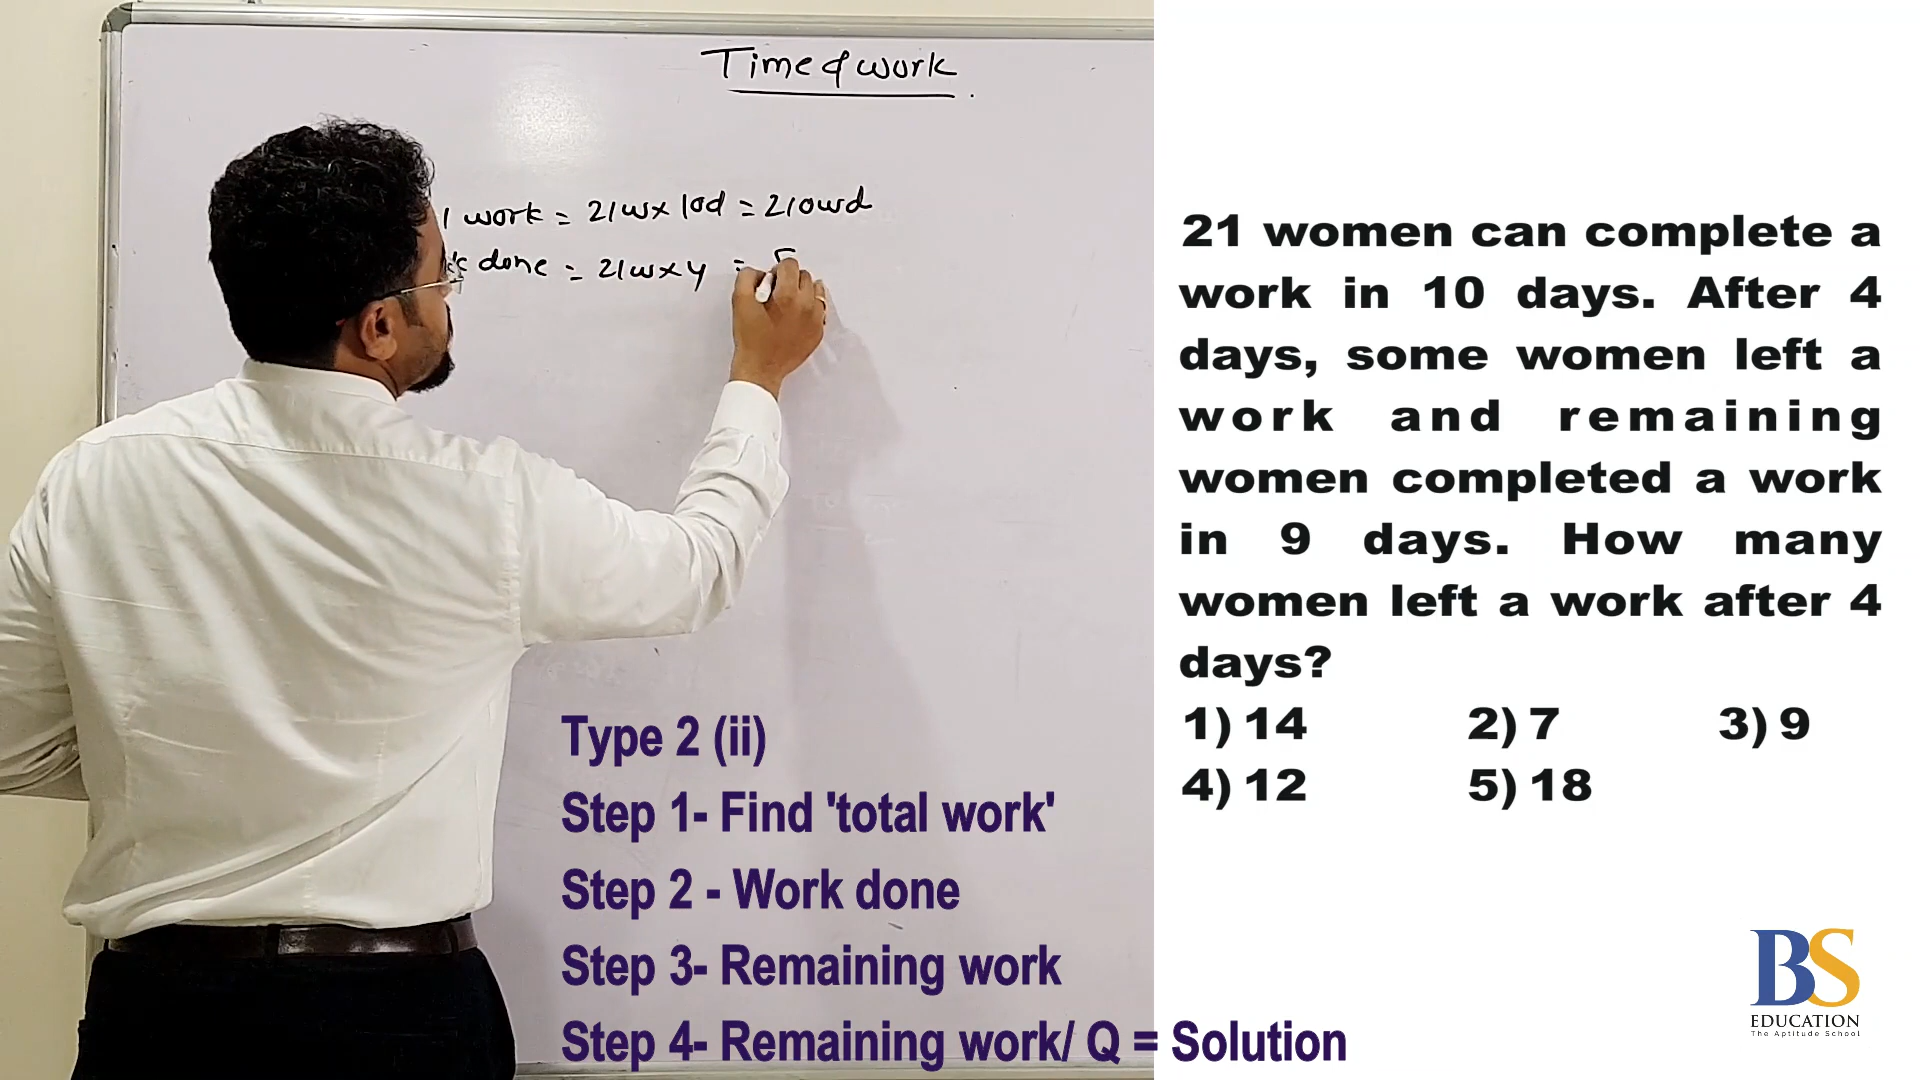 Time & work
work = 21w x 10d = 210wd
done = 21w x 4 = 
21 women can complete a
work in 10 days. After 4
days, some women left a
work and remaining
women completed a work
in 9 days. How many
women left a work after 4
days?
1) 14 2) 7 3) 9
4) 12 5) 18
Type 2 (ii)
Step 1- Find 'total work'
Step 2 - Work done
Step 3- Remaining work
Step 4- Remaining work/ Q = Solution
BS
EDUCATION
The Aptitude School